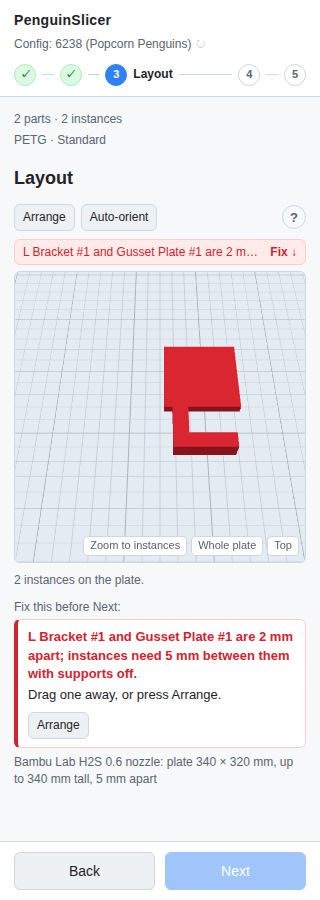 PenguinSlicer
Config: 6238 (Popcorn Penguins)
✓ ✓ 3 Layout 4 5
2 parts · 2 instances
PETG · Standard
Layout
Arrange Auto-orient ?
L Bracket #1 and Gusset Plate #1 are 2 m… Fix ↓
Zoom to instances Whole plate Top
2 instances on the plate.
Fix this before Next:
L Bracket #1 and Gusset Plate #1 are 2 mm
apart; instances need 5 mm between them
with supports off.
Drag one away, or press Arrange.
Arrange
Bambu Lab H2S 0.6 nozzle: plate 340 × 320 mm, up
to 340 mm tall, 5 mm apart
Back Next